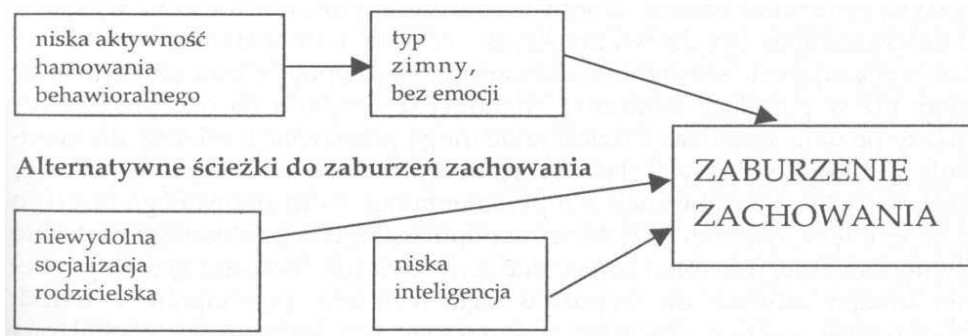 niska aktywność
hamowania
behawioralnego
typ
zimny,
bez emocji
Alternatywne ścieżki do zaburzeń zachowania
ZABURZENIE
ZACHOWANIA
niewydolna
socjalizacja
rodzicielska
niska
inteligencja